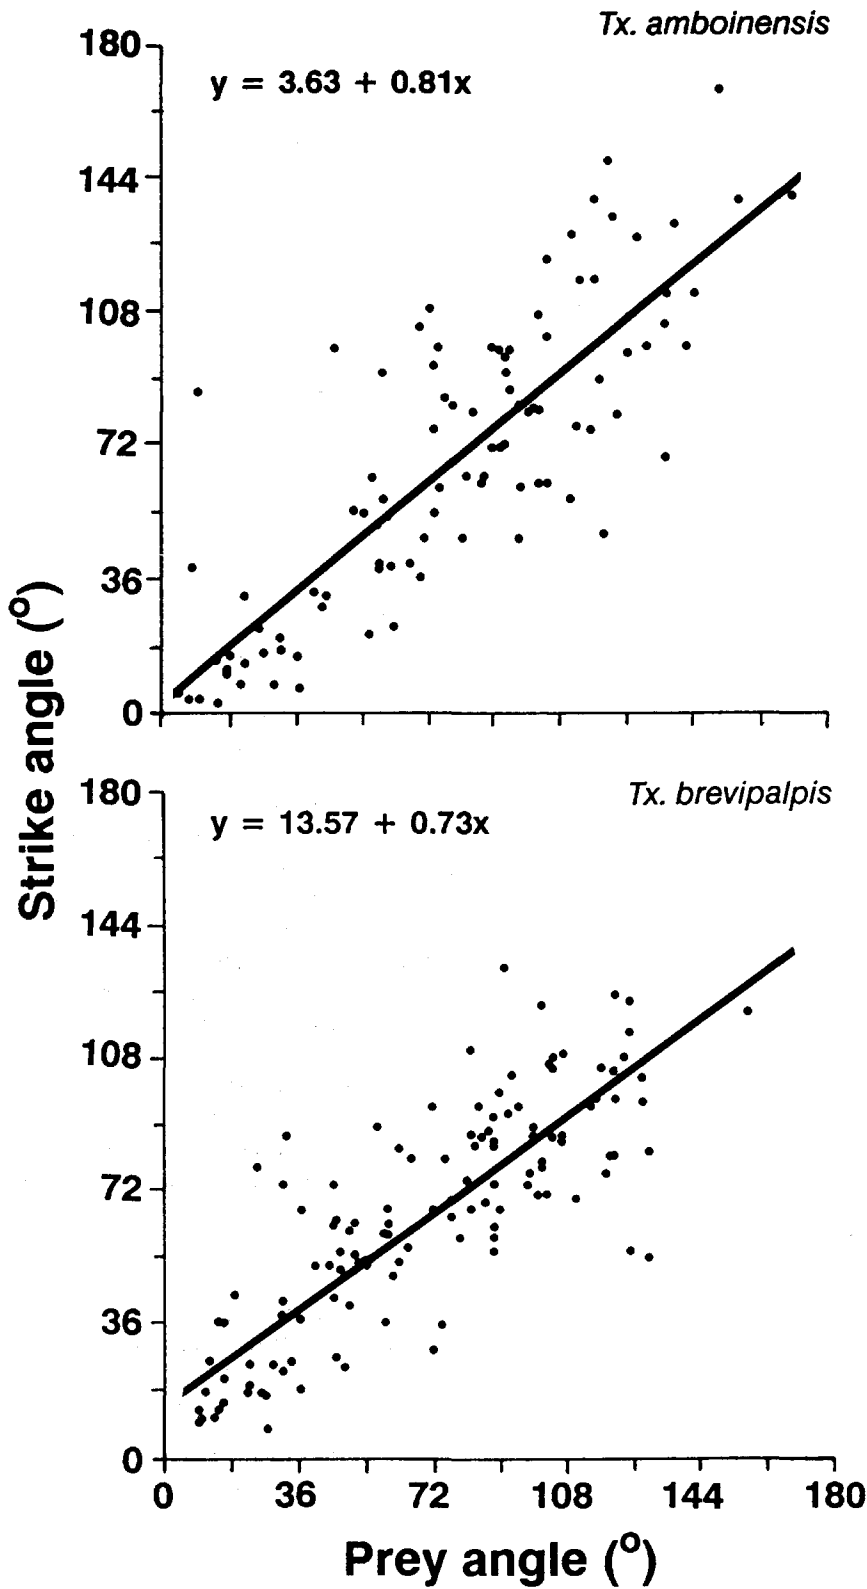 Tx. amboinensis
y = 3.63 + 0.81x
180
144
108
72
36
0
Strike angle (°)
Tx. brevipalpis
y = 13.57 + 0.73x
180
144
108
72
36
0
0 36 72 108 144 180
Prey angle (°)